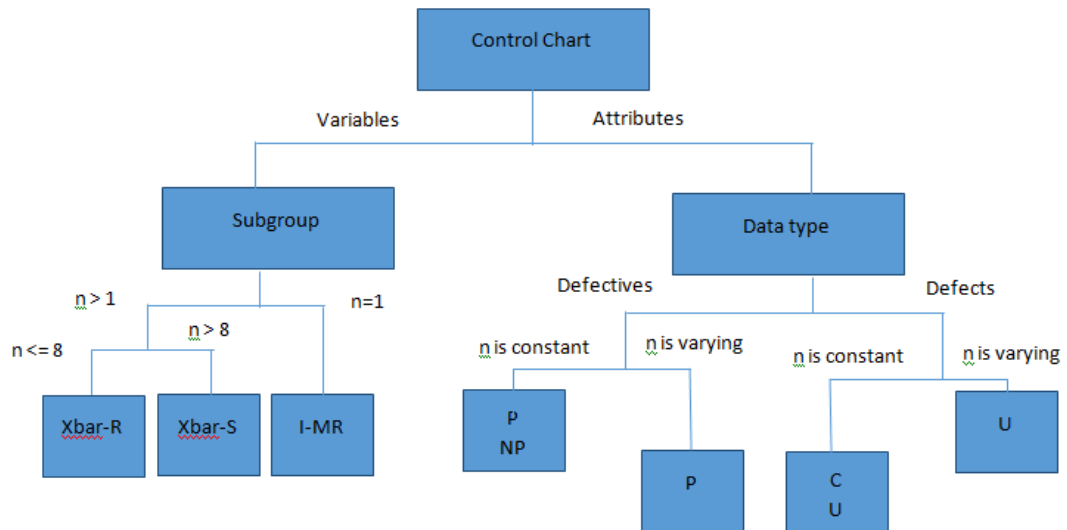 Control Chart
Variables
Attributes
Subgroup
Data type
n > 1
n=1
n <= 8
n > 8
Xbar-R
Xbar-S
I-MR
Defectives
Defects
n is constant
n is varying
n is constant
n is varying
P
NP
P
C
U
U